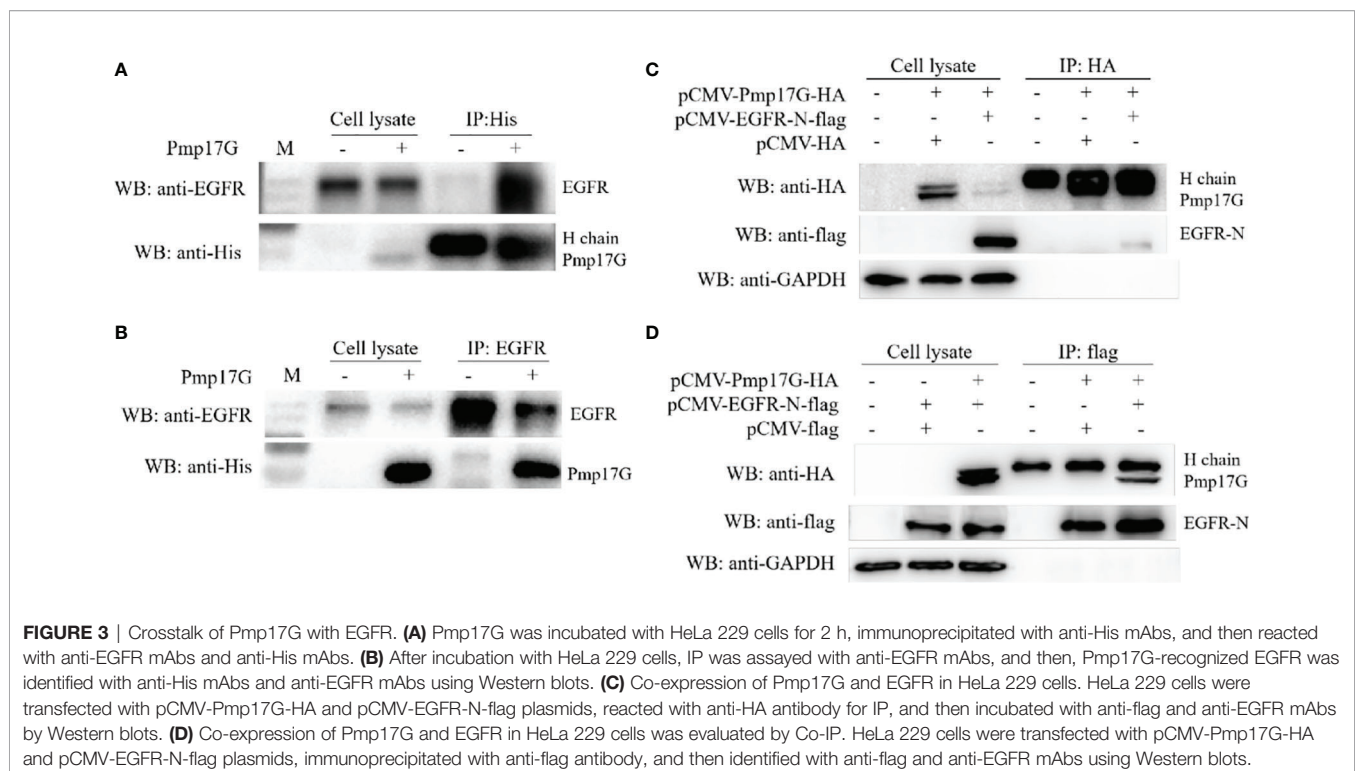 A
Cell lysate IP:His
Pmp17G M - + - +
WB: anti-EGFR EGFR
WB: anti-His H chain
Pmp17G
B
Cell lysate IP: EGFR
Pmp17G M - + - +
WB: anti-EGFR EGFR
WB: anti-His Pmp17G
C
Cell lysate IP: HA
pCMV-Pmp17G-HA - + + - + +
pCMV-EGFR-N-flag - - + - - +
pCMV-HA - + - - + -
WB: anti-HA H chain
Pmp17G
WB: anti-flag EGFR-N
WB: anti-GAPDH
D
Cell lysate IP: flag
pCMV-Pmp17G-HA - - + - + +
pCMV-EGFR-N-flag - + + - - +
pCMV-flag - + - - + -
WB: anti-HA H chain
Pmp17G
WB: anti-flag EGFR-N
WB: anti-GAPDH
FIGURE 3 | Crosstalk of Pmp17G with EGFR. (A) Pmp17G was incubated with HeLa 229 cells for 2 h, immunoprecipitated with anti-His mAbs, and then reacted
with anti-EGFR mAbs and anti-His mAbs. (B) After incubation with HeLa 229 cells, IP was assayed with anti-EGFR mAbs, and then, Pmp17G-recognized EGFR was
identified with anti-His mAbs and anti-EGFR mAbs using Western blots. (C) Co-expression of Pmp17G and EGFR in HeLa 229 cells. HeLa 229 cells were
transfected with pCMV-Pmp17G-HA and pCMV-EGFR-N-flag plasmids, reacted with anti-HA antibody for IP, and then incubated with anti-flag and anti-EGFR mAbs
by Western blots. (D) Co-expression of Pmp17G and EGFR in HeLa 229 cells was evaluated by Co-IP. HeLa 229 cells were transfected with pCMV-Pmp17G-HA
and pCMV-EGFR-N-flag plasmids, immunoprecipitated with anti-flag antibody, and then identified with anti-flag and anti-EGFR mAbs using Western blots.